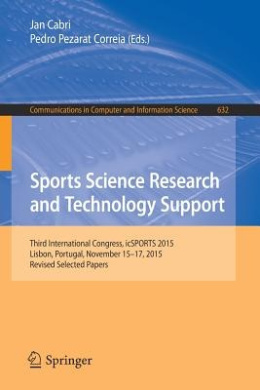 Jan Cabri
Pedro Pezarat Correia (Eds.)
Communications in Computer and Information Science 632
Sports Science Research
and Technology Support
Third International Congress, icSPORTS 2015
Lisbon, Portugal, November 15–17, 2015
Revised Selected Papers
Springer